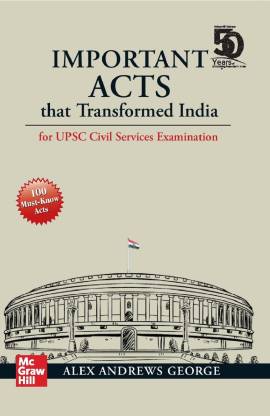 50
Years
IMPORTANT
ACTS
that Transformed India
for UPSC Civil Services Examination
100
Must-Know
Acts
Mc
Graw
Hill
ALEX ANDREWS GEORGE